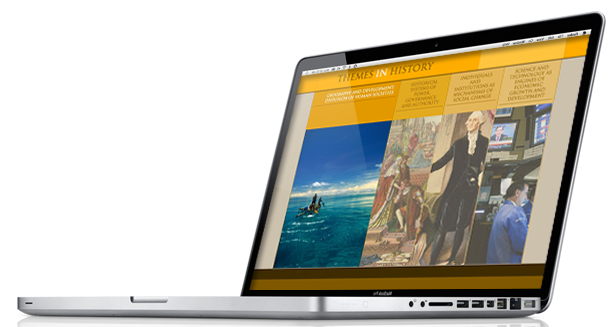 THEMES IN HISTORY
GEOGRAPHY AND DEVELOPMENT:
DIFFUSION OF HUMAN SOCIETIES
HISTORICAL
SYSTEMS OF
POWER,
GOVERNANCE
AND AUTHORITY
INDIVIDUALS
AND
INSTITUTIONS AS
MECHANISMS OF
SOCIAL CHANGE
SCIENCE AND
TECHNOLOGY AS
ENGINES OF
ECONOMIC
GROWTH AND
DEVELOPMENT